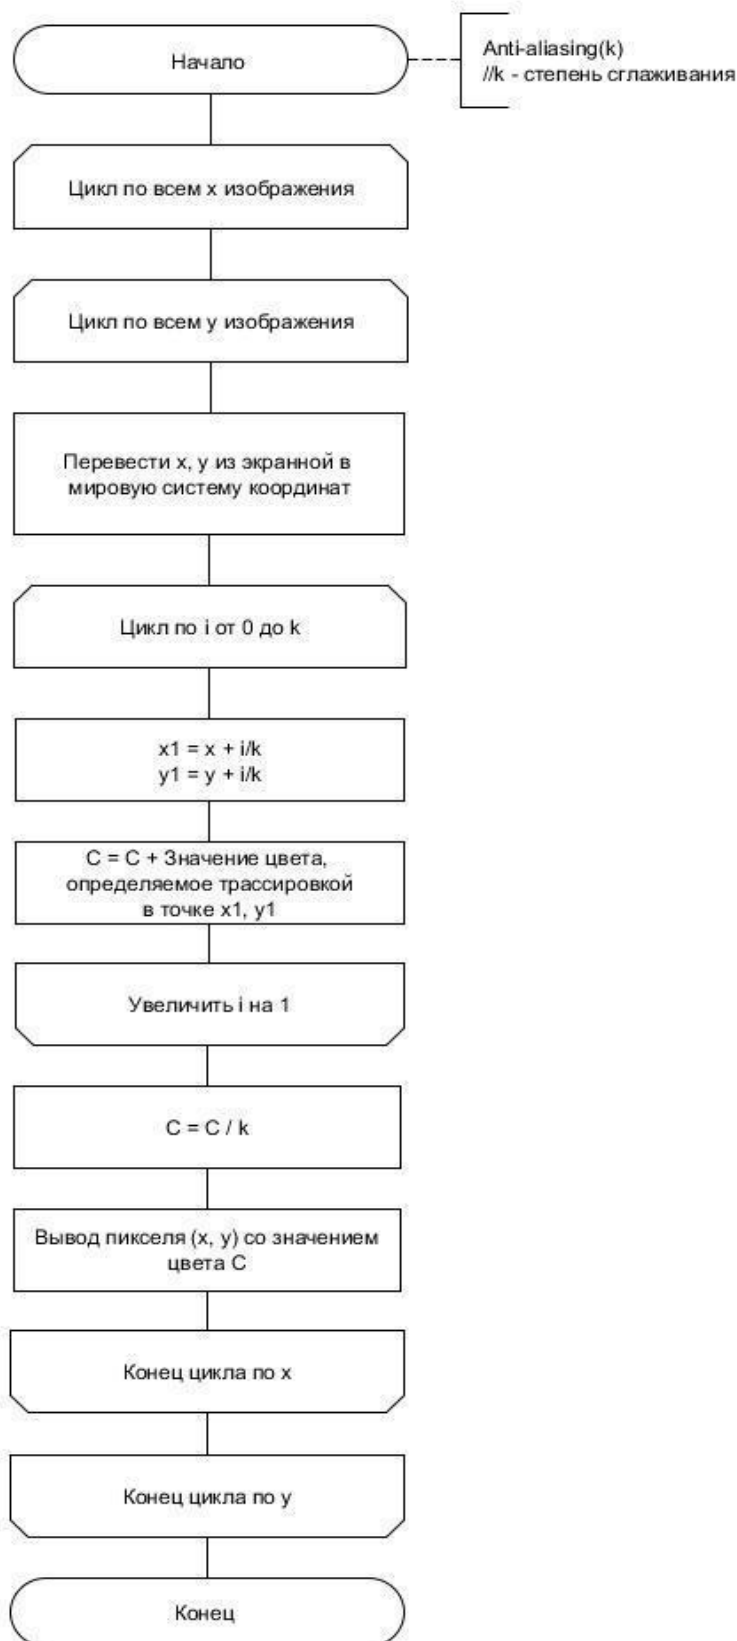 Начало
Anti-aliasing(k)
//k - степень сглаживания
Цикл по всем x изображения
Цикл по всем y изображения
Перевести x, y из экранной в
мировую систему координат
Цикл по i от 0 до k
x1 = x + i/k
y1 = y + i/k
C = C + Значение цвета,
определяемое трассировкой
в точке x1, y1
Увеличить i на 1
C = C / k
Вывод пикселя (x, y) со значением
цвета C
Конец цикла по x
Конец цикла по y
Конец